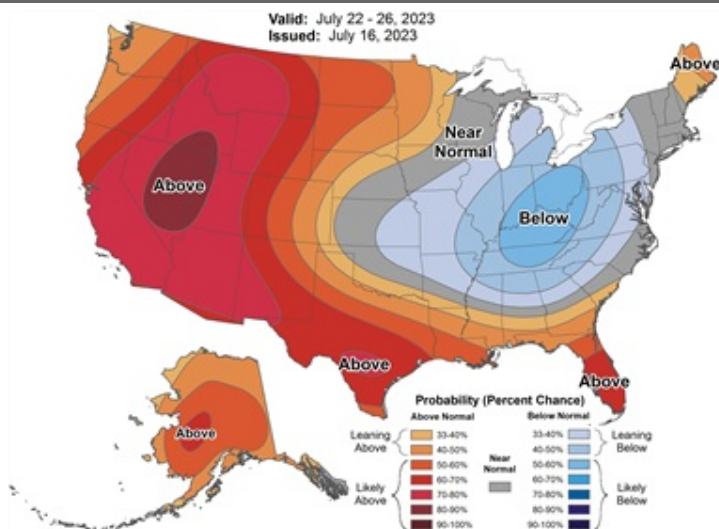 Valid: July 22 - 26, 2023
Issued: July 16, 2023
Above
Near
Normal
Above
Below
Above
Above
Above
Probability (Percent Chance)
Above Normal
Below Normal
Leaning
Above
33-40%
40-50%
50-60%
60-70%
70-80%
80-90%
90-100%
Likely
Above
Near
Normal
33-40%
40-50%
50-60%
60-70%
70-80%
80-90%
90-100%
Leaning
Below
Likely
Below